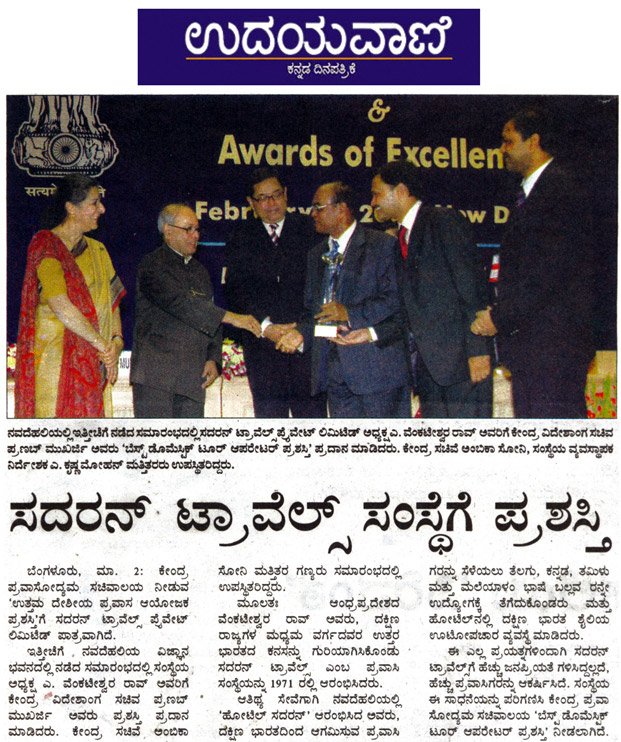 ಉದಯವಾಣಿ
ಕನ್ನಡ ದಿನಪತ್ರಿಕೆ
&
Awards of Excellen
सत्यमे
Februar
2
New D
ನವದೆಹಲಿಯಲ್ಲಿ ಇತ್ತೀಚೆಗೆ ನಡೆದ ಸಮಾರಂಭದಲ್ಲಿ ಸದರನ್ ಟ್ರಾವೆಲ್ಸ್ ಪ್ರೈವೇಟ್ ಲಿಮಿಟೆಡ್ ಅಧ್ಯಕ್ಷ ಎ. ವೆಂಕಟೇಶ್ವರ ರಾವ್ ಅವರಿಗೆ ಕೇಂದ್ರ ವಿದೇಶಾಂಗ ಸಚಿವ
ಪ್ರಣಬ್ ಮುಖರ್ಜಿ ಅವರು 'ಬೆಸ್ಟ್ ಡೊಮೆಸ್ಟಿಕ್ ಟೂರ್ ಆಪರೇಟರ್ ಪ್ರಶಸ್ತಿ' ಪ್ರದಾನ ಮಾಡಿದರು. ಕೇಂದ್ರ ಸಚಿವೆ ಅಂಬಿಕಾ ಸೋನಿ, ಸಂಸ್ಥೆಯ ವ್ಯವಸ್ಥಾಪಕ
ನಿರ್ದೇಶಕ ಎ. ಕೃಷ್ಣ ಮೋಹನ್ ಮತ್ತಿತರರು ಉಪಸ್ಥಿತರಿದ್ದರು.
ಸದರನ್ ಟ್ರಾವೆಲ್ಸ್ ಸಂಸ್ಥೆಗೆ ಪ್ರಶಸ್ತಿ
ಬೆಂಗಳೂರು, ಮಾ. 2: ಕೇಂದ್ರ
ಪ್ರವಾಸೋದ್ಯಮ ಸಚಿವಾಲಯ ನೀಡುವ
'ಉತ್ತಮ ದೇಶೀಯ ಪ್ರವಾಸ ಆಯೋಜಕ
ಪ್ರಶಸ್ತಿ'ಗೆ ಸದರನ್ ಟ್ರಾವೆಲ್ಸ್ ಪ್ರೈವೇಟ್
ಲಿಮಿಟೆಡ್ ಪಾತ್ರವಾಗಿದೆ.
ಇತ್ತೀಚೆಗೆ ನವದೆಹಲಿಯ ವಿಜ್ಞಾನ
ಭವನದಲ್ಲಿ ನಡೆದ ಸಮಾರಂಭದಲ್ಲಿ ಸಂಸ್ಥೆಯ
ಅಧ್ಯಕ್ಷ ಎ. ವೆಂಕಟೇಶ್ವರ ರಾವ್ ಅವರಿಗೆ
ಕೇಂದ್ರ ವಿದೇಶಾಂಗ ಸಚಿವ ಪ್ರಣಬ್
ಮುಖರ್ಜಿ ಅವರು ಪ್ರಶಸ್ತಿ ಪ್ರದಾನ
ಮಾಡಿದರು. ಕೇಂದ್ರ ಸಚಿವೆ ಅಂಬಿಕಾ
ಸೋನಿ ಮತ್ತಿತರ ಗಣ್ಯರು ಸಮಾರಂಭದಲ್ಲಿ
ಉಪಸ್ಥಿತರಿದ್ದರು.
ಮೂಲತಃ ಆಂಧ್ರಪ್ರದೇಶದ
ವೆಂಕಟೇಶ್ವರ ರಾವ್ ಅವರು, ದಕ್ಷಿಣ
ರಾಜ್ಯಗಳ ಮಧ್ಯಮ ವರ್ಗದವರ ಉತ್ತರ
ಭಾರತದ ಕನಸನ್ನು ಗುರಿಯಾಗಿಸಿಕೊಂಡು
ಸದರನ್ ಟ್ರಾವೆಲ್ಸ್ ಎಂಬ ಪ್ರವಾಸಿ
ಸಂಸ್ಥೆಯನ್ನು 1971 ರಲ್ಲಿ ಆರಂಭಿಸಿದರು.
ಆತಿಥ್ಯ ಸೇವೆಗಾಗಿ ನವದೆಹಲಿಯಲ್ಲಿ
'ಹೋಟೆಲ್ ಸದರನ್' ಆರಂಭಿಸಿದ ಅವರು,
ದಕ್ಷಿಣ ಭಾರತದಿಂದ ಆಗಮಿಸುವ ಪ್ರವಾಸಿ
ಗರನ್ನು ಸೆಳೆಯಲು ತೆಲಗು, ಕನ್ನಡ, ತಮಿಳು
ಮತ್ತು ಮಲೆಯಾಳಂ ಭಾಷೆ ಬಲ್ಲವ ರನ್ನೇ
ಉದ್ಯೋಗಕ್ಕೆ ತೆಗೆದುಕೊಂಡರು ಮತ್ತು
ಹೋಟೆಲ್‌ನಲ್ಲಿ ದಕ್ಷಿಣ ಭಾರತ ಶೈಲಿಯ
ಊಟೋಪಚಾರ ವ್ಯವಸ್ಥೆ ಮಾಡಿದರು.
ಈ ಎಲ್ಲ ಪ್ರಯತ್ನಗಳಿಂದಾಗಿ ಸದರನ್
ಟ್ರಾವೆಲ್ಸ್‌ಗೆ ಹೆಚ್ಚು ಜನಪ್ರಿಯತೆ ಗಳಿಸಿದ್ದಲ್ಲದೆ,
ಹೆಚ್ಚು ಪ್ರವಾಸಿಗರನ್ನು ಆಕರ್ಷಿಸಿದೆ. ಸಂಸ್ಥೆಯ
ಈ ಸಾಧನೆಯನ್ನು ಪರಿಗಣಿಸಿ ಕೇಂದ್ರ ಪ್ರವಾ
ಸೋದ್ಯಮ ಸಚಿವಾಲಯ 'ಬೆಸ್ಟ್ ಡೊಮೆಸ್ಟಿಕ್
ಟೂರ್ ಆಪರೇಟರ್ ಪ್ರಶಸ್ತಿ' ನೀಡಲಾಗಿದೆ.